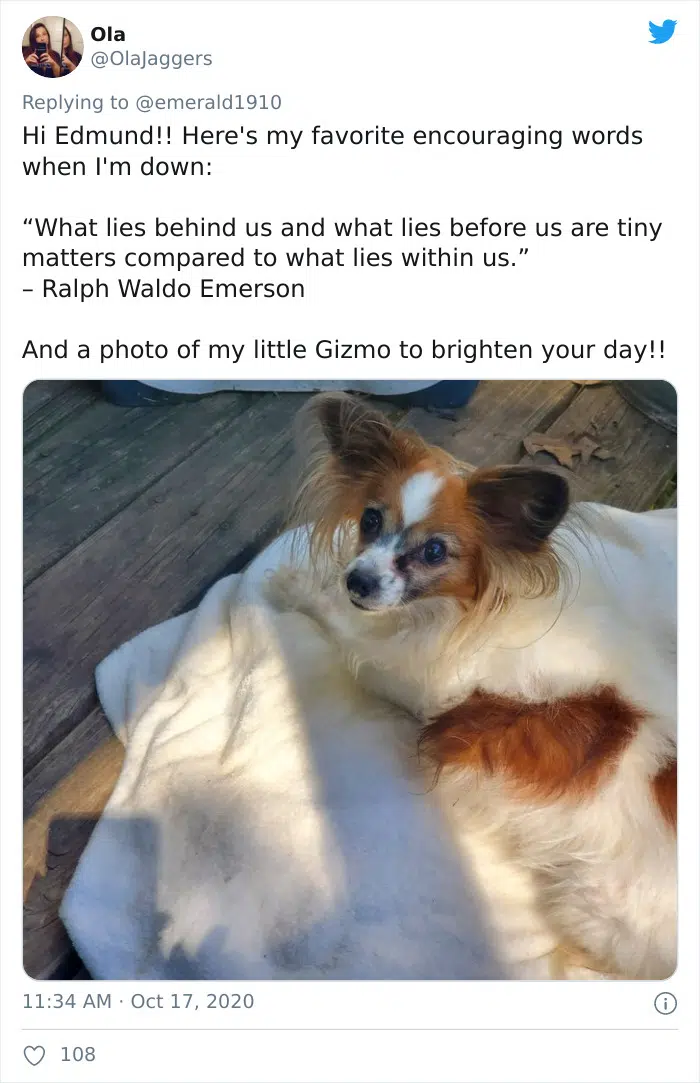 Ola
@OlaJaggers
Replying to @emerald1910
Hi Edmund!! Here's my favorite encouraging words
when I'm down:
“What lies behind us and what lies before us are tiny
matters compared to what lies within us.”
– Ralph Waldo Emerson
And a photo of my little Gizmo to brighten your day!!
11:34 AM · Oct 17, 2020
108